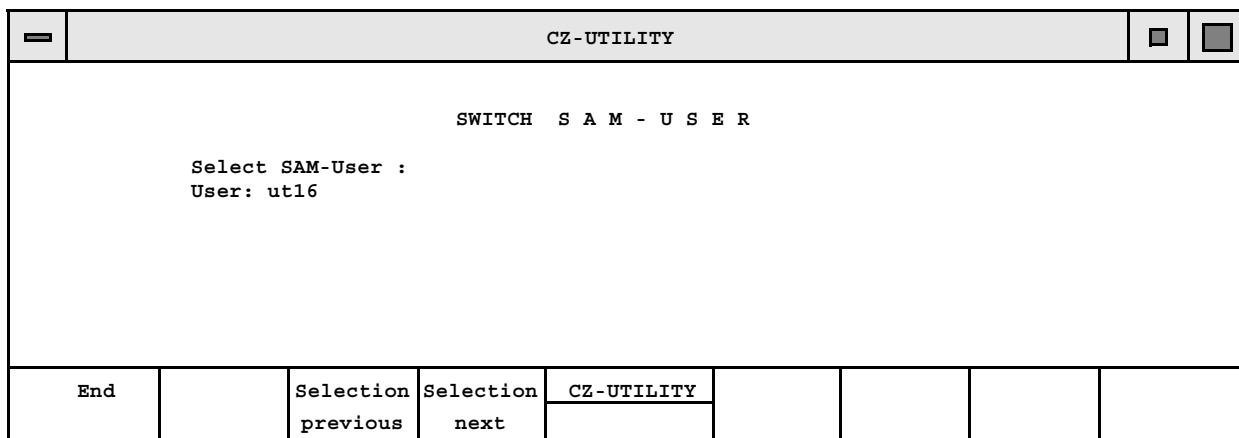 CZ-UTILITY
SWITCH S A M - U S E R
Select SAM-User :
User: ut16
End Selection Selection CZ-UTILITY
previous next